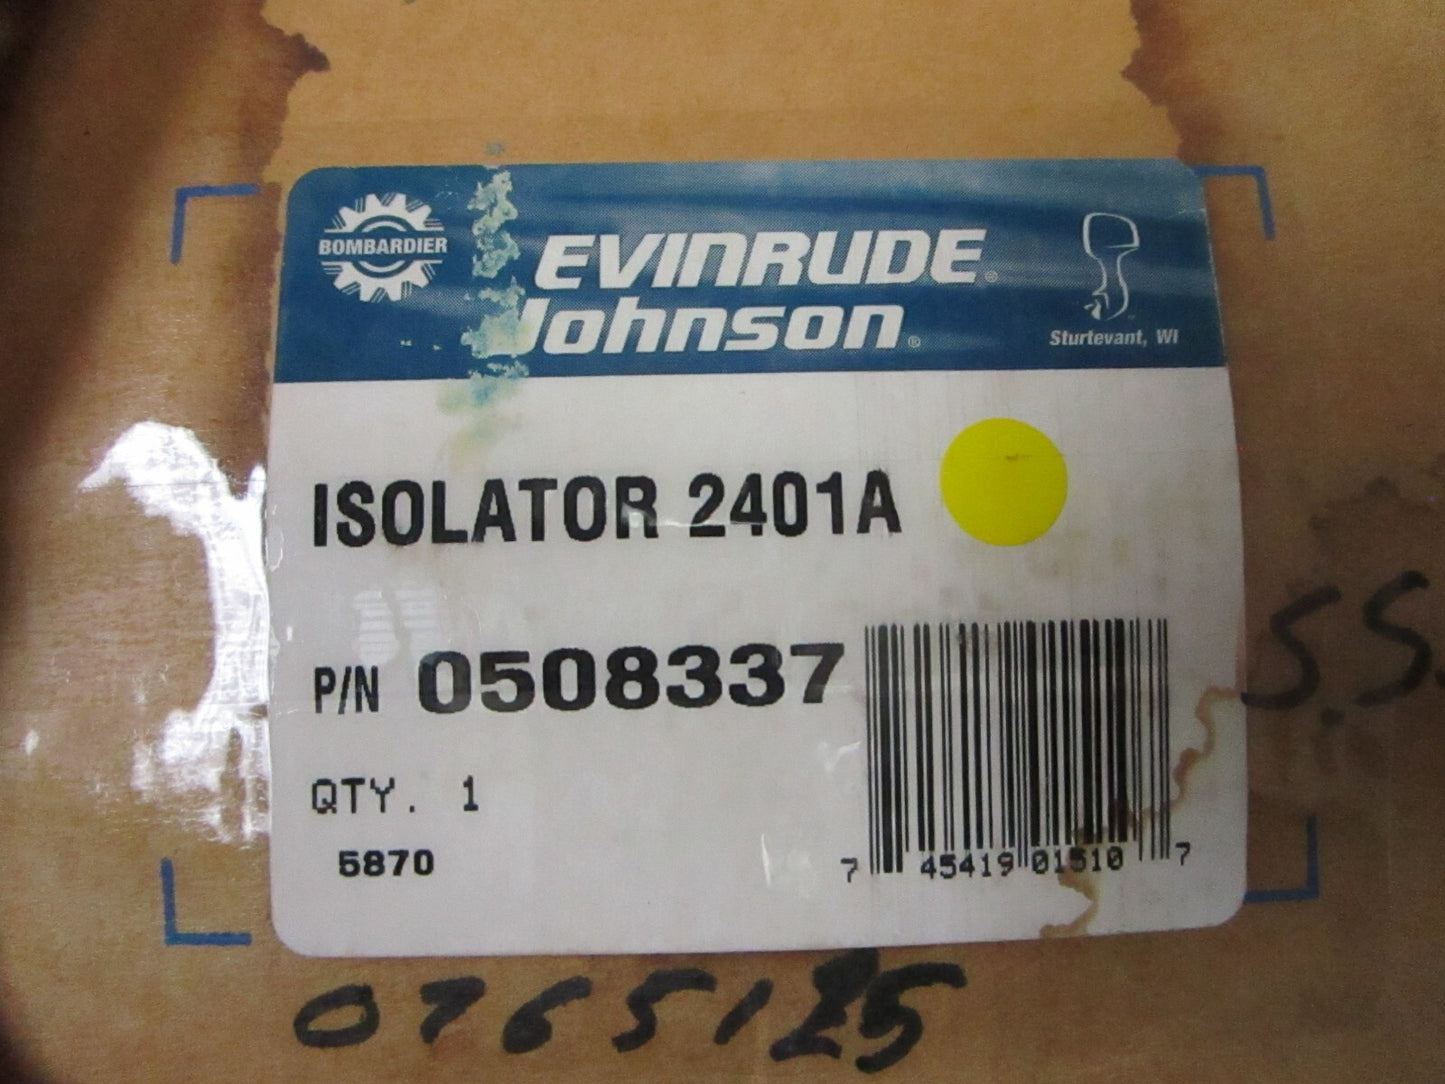 BOMBARDIER
EVINRUDE®
Johnson®
Sturtevant, WI
ISOLATOR 2401A
P/N 0508337
QTY. 1
5870
7 45419 01510 7
S.S.
0765125